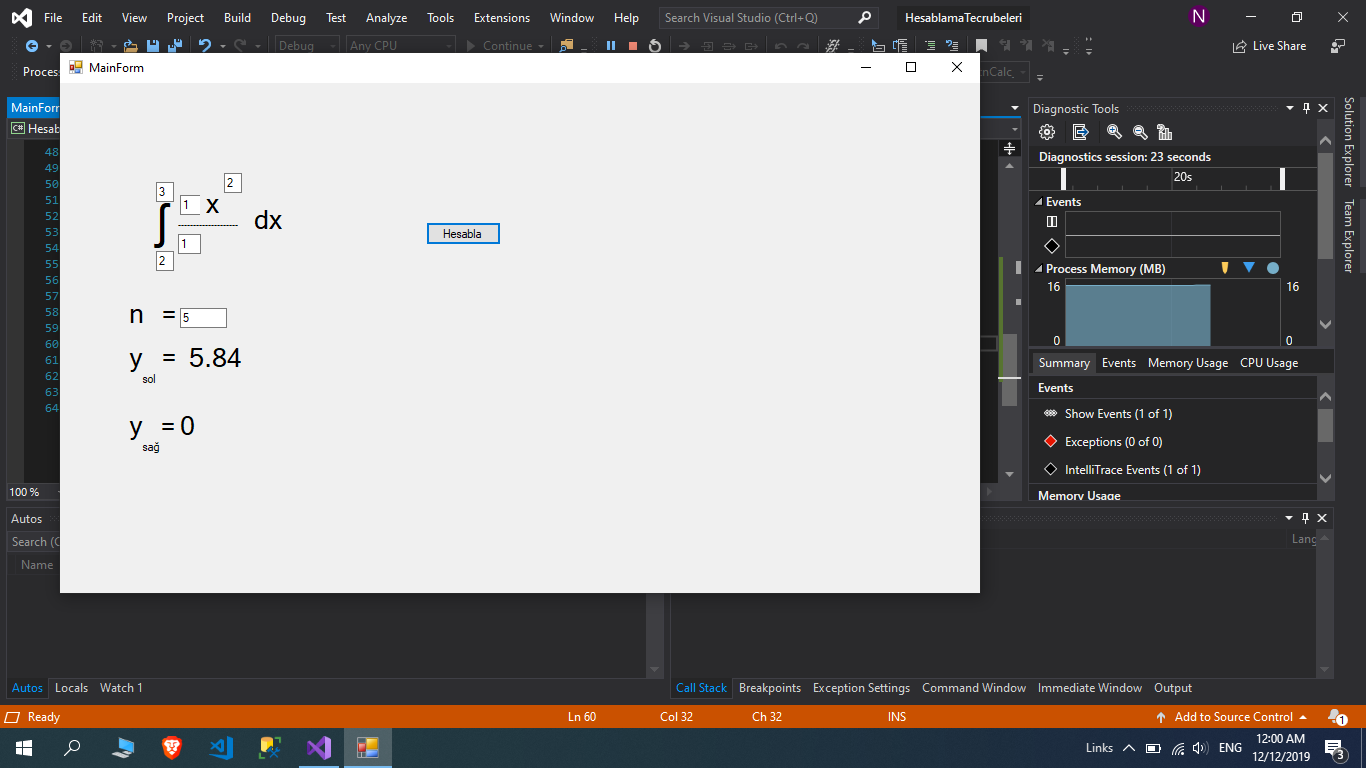 File Edit View Project Build Debug Test Analyze Tools Extensions Window Help Search Visual Studio (Ctrl+Q) HesablamaTecrubeleri N
Debug Any CPU Continue Live Share
MainForm
Diagnostic Tools
Diagnostics session: 23 seconds
20s
Events
Process Memory (MB)
16 16
0 0
Summary Events Memory Usage CPU Usage
Events
Show Events (1 of 1)
Exceptions (0 of 0)
IntelliTrace Events (1 of 1)
Memory Usage
Solution Explorer
Team Explorer
48
49
50
51
52
53
54
55
56
57
58
59
60
61
62
63
64
3
2
1 x
∫ dx
1
2
Hesabla
n = 5
y = 5.84
sol
y = 0
sağ
100 %
Autos
Name
Autos Locals Watch 1
Call Stack Breakpoints Exception Settings Command Window Immediate Window Output
Ready Ln 60 Col 32 Ch 32 INS Add to Source Control 1
Links ENG 12:00 AM
12/12/2019 3